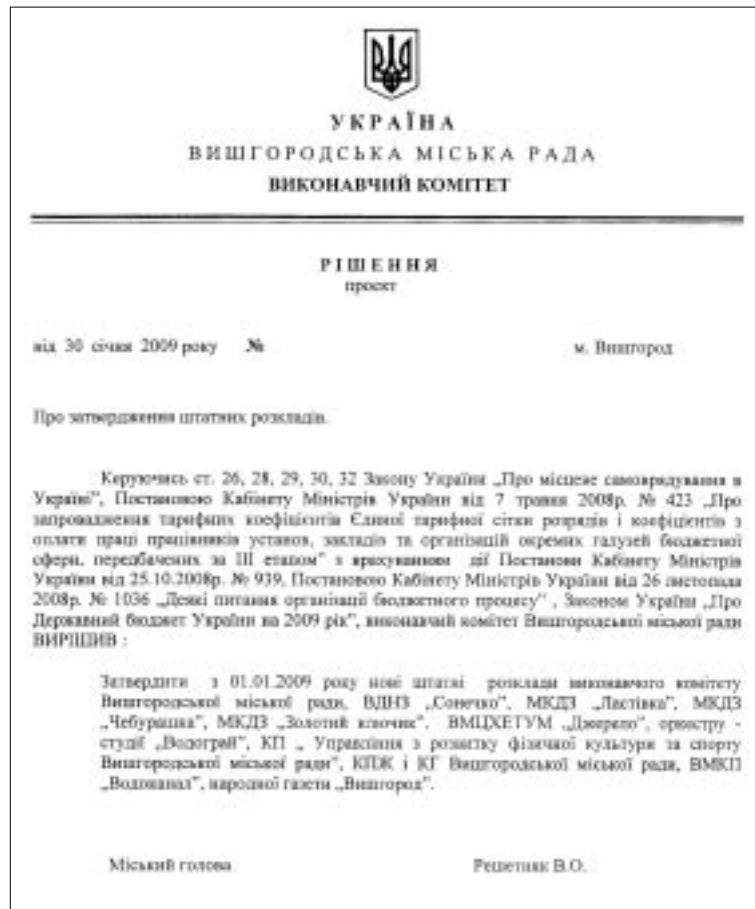 УКРАЇНА
ВИШГОРОДСЬКА МІСЬКА РАДА
ВИКОНАВЧИЙ КОМІТЕТ
РІШЕННЯ
проект
від 30 січня 2009 року № м. Вишгород
Про затвердження штатних розкладів.
Керуючись ст. 26, 28, 29, 30, 32 Закону України „Про місцеве самоврядування в
Україні”, Постановою Кабінету Міністрів України від 7 травня 2008р. № 423 „Про
запровадження тарифних коефіцієнтів Єдиної тарифної сітки розрядів і коефіцієнтів з
оплати праці працівників установ, закладів та організацій окремих галузей бюджетної
сфери, передбачених за III етапом” з врахуванням дії Постанови Кабінету Міністрів
України від 25.10.2008р. № 939, Постановою Кабінету Міністрів України від 26 листопада
2008р. № 1036 „Деякі питання організації бюджетного процесу” , Законом України „Про
Державний бюджет України на 2009 рік”, виконавчий комітет Вишгородської міської ради
ВИРІШИВ :
Затвердити з 01.01.2009 року нові штатні розклади виконавчого комітету
Вишгородської міської ради, ВДНЗ „Сонечко”, МКДЗ „Ластівка”, МКДЗ
„Чебурашка”, МКДЗ „Золотий ключик”, ВМЦХЕТУМ „Джерело”, оркестру -
студії „Водограй”, КП „ Управління з розвитку фізичної культури та спорту
Вишгородської міської ради”, КПЖ і КГ Вишгородської міської ради, ВМКП
„Водоканал”, народної газети „Вишгород”.
Міський голова Решетняк В.О.